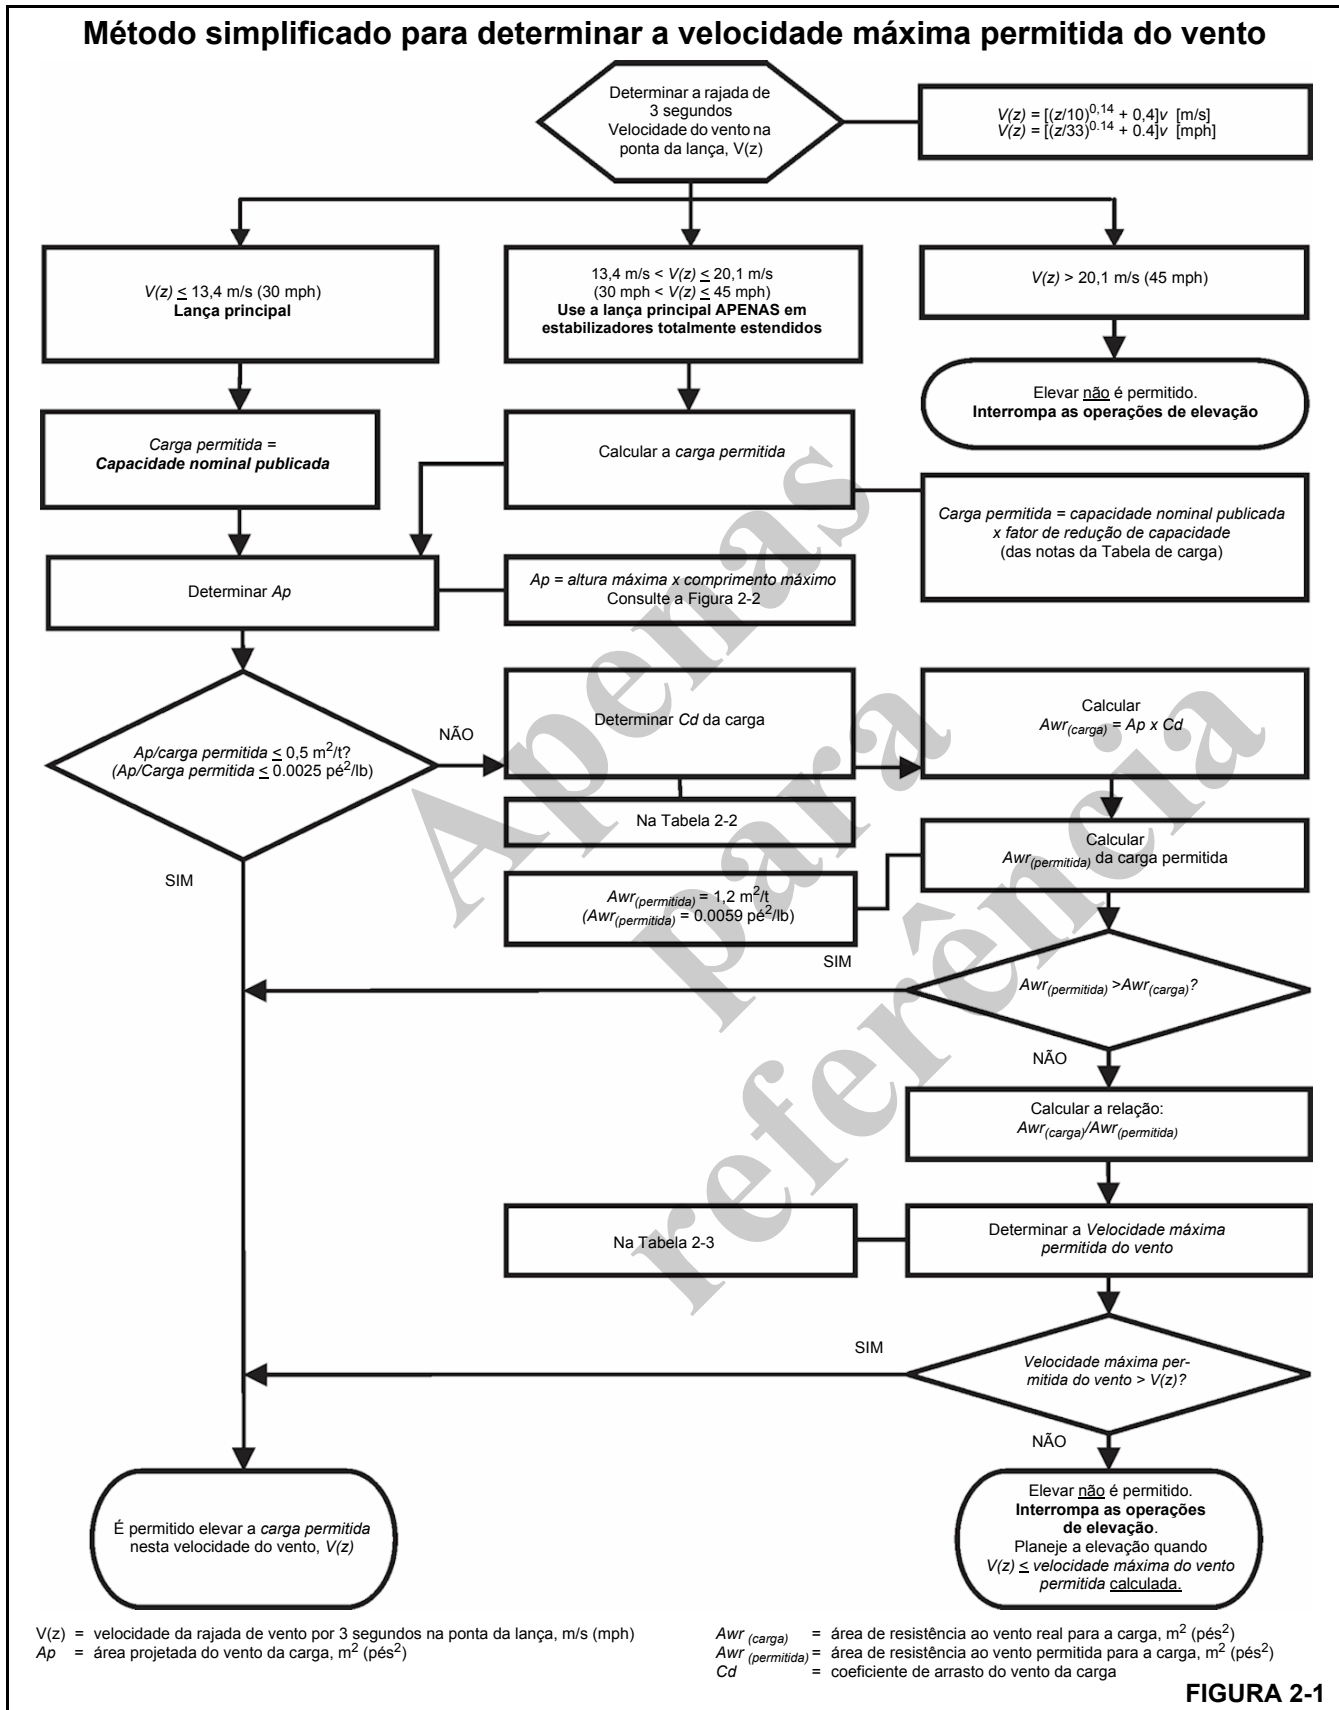 Método simplificado para determinar a velocidade máxima permitida do vento
Determinar a rajada de
3 segundos
Velocidade do vento na
ponta da lança, V(z)
V(z) = [(z/10)^0,14 + 0,4]v [m/s]
V(z) = [(z/33)^0.14 + 0.4]v [mph]
V(z) ≤ 13,4 m/s (30 mph)
Lança principal
13,4 m/s < V(z) ≤ 20,1 m/s
(30 mph < V(z) ≤ 45 mph)
Use a lança principal APENAS em
estabilizadores totalmente estendidos
V(z) > 20,1 m/s (45 mph)
Elevar não é permitido.
Interrompa as operações de elevação
Carga permitida =
Capacidade nominal publicada
Calcular a carga permitida
Carga permitida = capacidade nominal publicada
x fator de redução de capacidade
(das notas da Tabela de carga)
Determinar Ap
Ap = altura máxima x comprimento máximo
Consulte a Figura 2-2
Ap/carga permitida ≤ 0,5 m²/t?
(Ap/Carga permitida ≤ 0.0025 pé²/lb)
NÃO
SIM
Determinar Cd da carga
Na Tabela 2-2
Calcular
Awr(carga) = Ap x Cd
Calcular
Awr(permitida) da carga permitida
Awr(permitida) = 1,2 m²/t
(Awr(permitida) = 0.0059 pé²/lb)
SIM
Awr(permitida) >Awr(carga)?
NÃO
Calcular a relação:
Awr(carga)/Awr(permitida)
Na Tabela 2-3
Determinar a Velocidade máxima
permitida do vento
SIM
Velocidade máxima per-
mitida do vento > V(z)?
NÃO
É permitido elevar a carga permitida
nesta velocidade do vento, V(z)
Elevar não é permitido.
Interrompa as operações
de elevação.
Planeje a elevação quando
V(z) ≤ velocidade máxima do vento
permitida calculada.
V(z) = velocidade da rajada de vento por 3 segundos na ponta da lança, m/s (mph)
Ap = área projetada do vento da carga, m² (pés²)
Awr (carga) = área de resistência ao vento real para a carga, m² (pés²)
Awr (permitida) = área de resistência ao vento permitida para a carga, m² (pés²)
Cd = coeficiente de arrasto do vento da carga
FIGURA 2-1
Apenas
para
referência